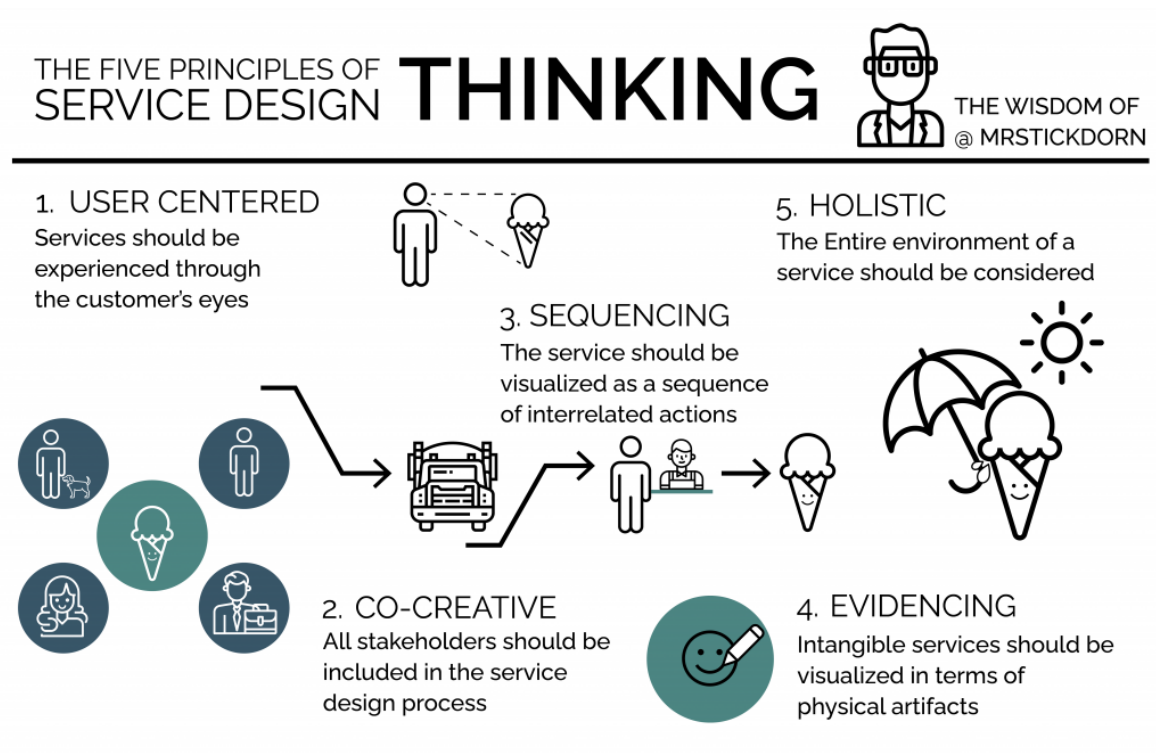 THE FIVE PRINCIPLES OF
SERVICE DESIGN
THINKING
THE WISDOM OF
@ MRSTICKDORN
1. USER CENTERED
Services should be
experienced through
the customer's eyes
2. CO-CREATIVE
All stakeholders should be
included in the service
design process
3. SEQUENCING
The service should be
visualized as a sequence
of interrelated actions
4. EVIDENCING
Intangible services should be
visualized in terms of
physical artifacts
5. HOLISTIC
The Entire environment of a
service should be considered